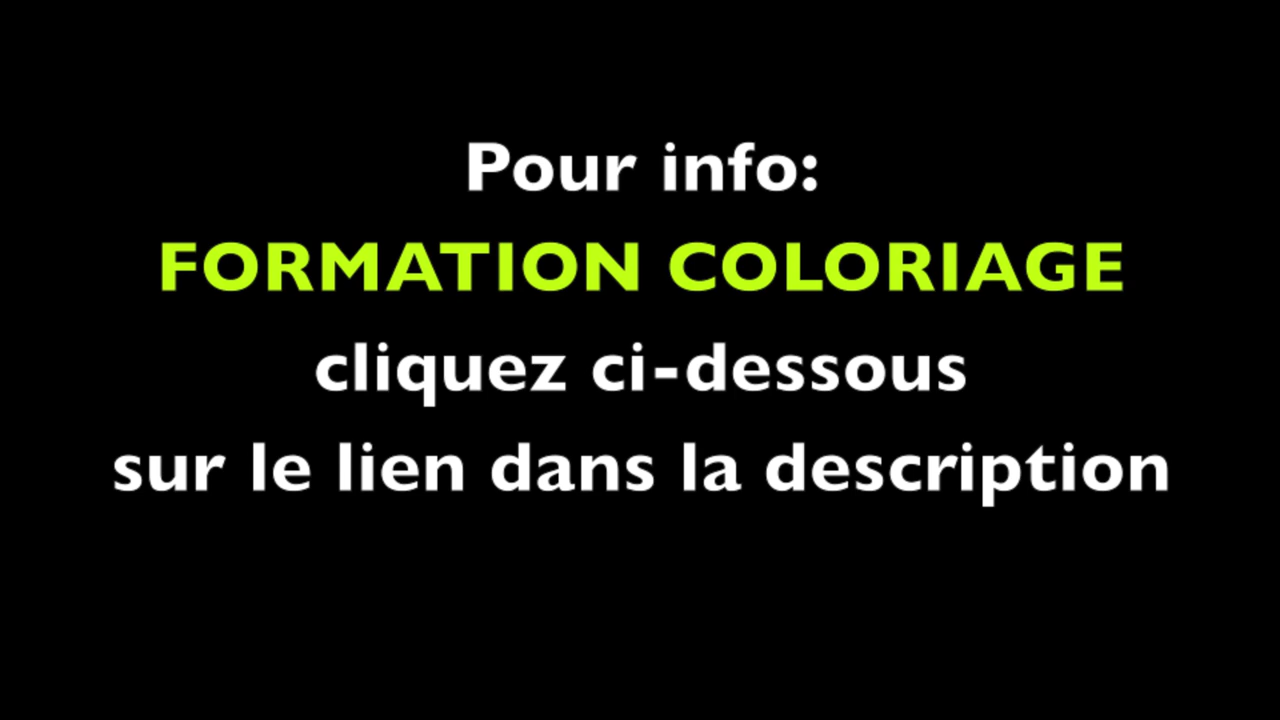 Pour info:
FORMATION COLORIAGE
cliquez ci-dessous
sur le lien dans la description